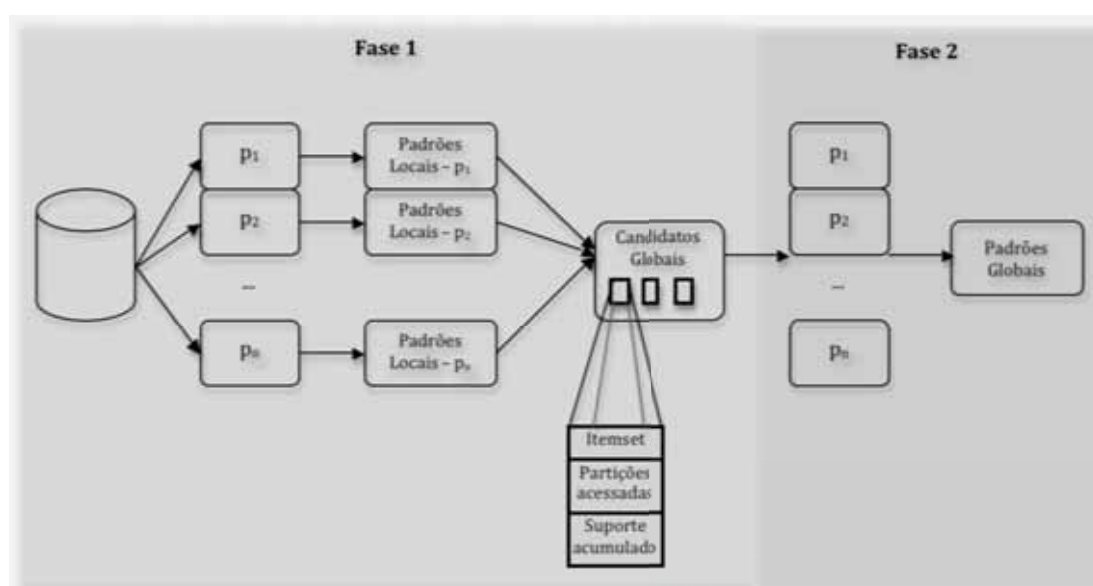 Fase 1
Fase 2
p₁
Padrões
Locais – p₁
p₂
Padrões
Locais – p₂
...
pₙ
Padrões
Locais – pₙ
Candidatos
Globais
Itemset
Partições
acessadas
Suporte
acumulado
p₁
p₂
...
pₙ
Padrões
Globais